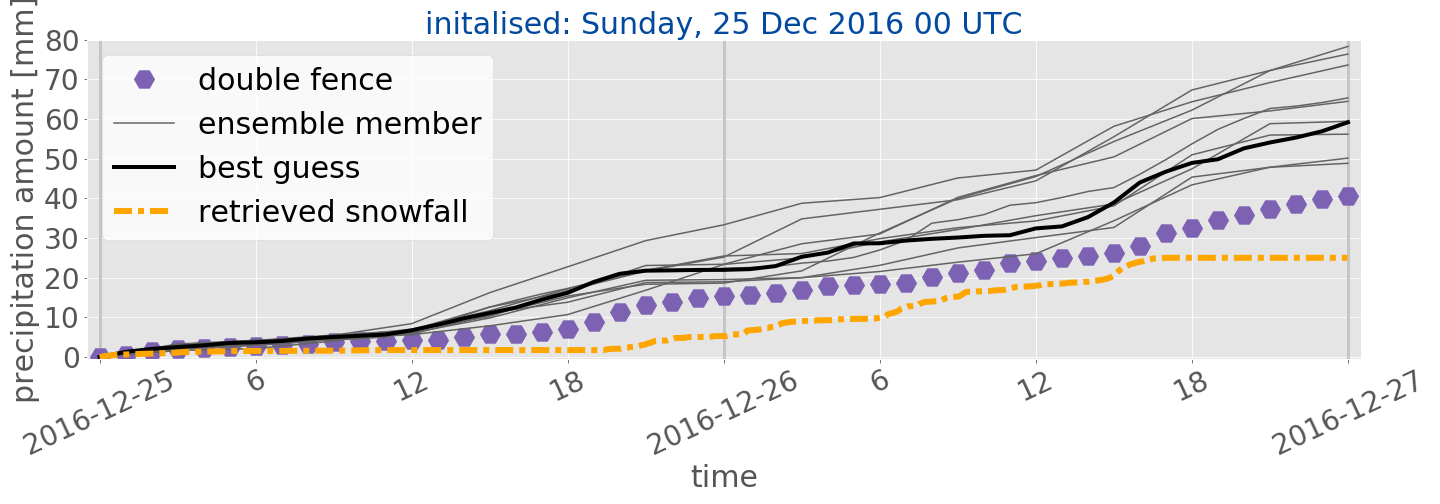 initalised: Sunday, 25 Dec 2016 00 UTC
precipitation amount [mm]
80
70
60
50
40
30
20
10
0
double fence
ensemble member
best guess
retrieved snowfall
2016-12-25
6
12
18
2016-12-26
6
12
18
2016-12-27
time